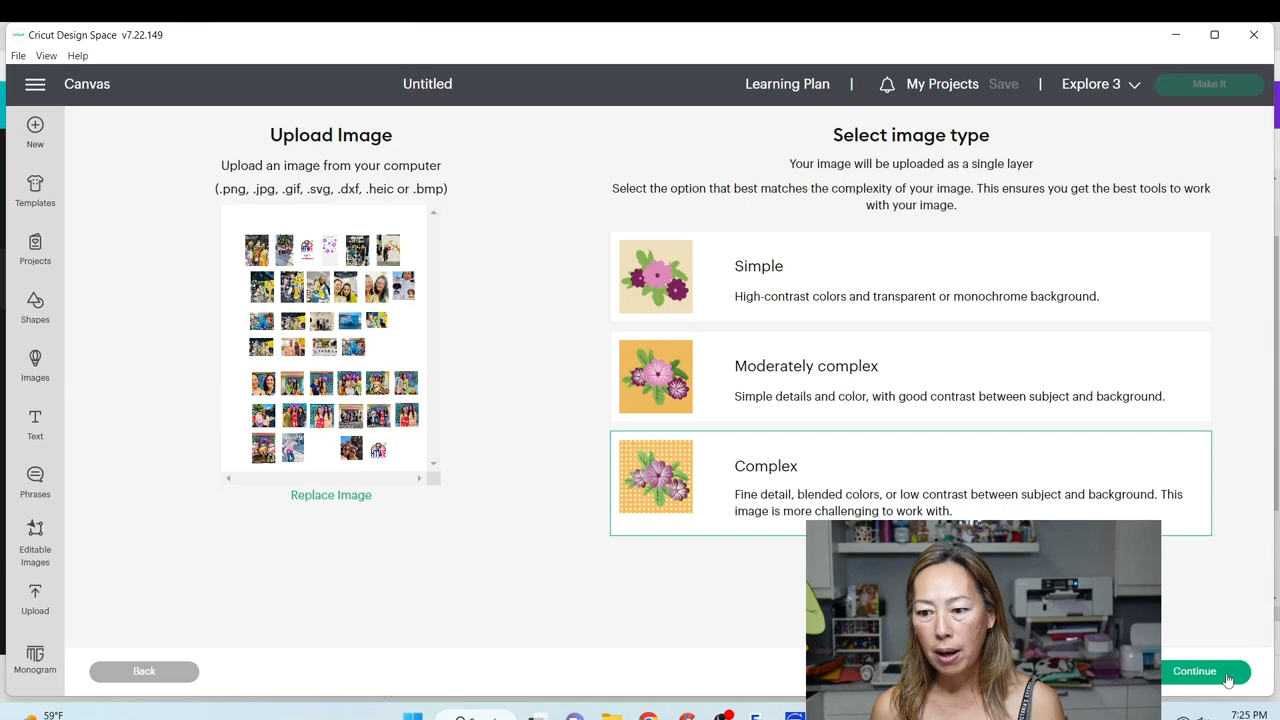 Cricut Design Space v7.22.149
File View Help
Canvas
Untitled
Learning Plan | My Projects Save | Explore 3 Make It
New
Templates
Projects
Shapes
Images
Text
Phrases
Editable
Images
Upload
Monogram
Upload Image
Upload an image from your computer
(.png, .jpg, .gif, .svg, .dxf, .heic or .bmp)
HTWC
HTWC
Replace Image
Select image type
Your image will be uploaded as a single layer
Select the option that best matches the complexity of your image. This ensures you get the best tools to work
with your image.
Simple
High-contrast colors and transparent or monochrome background.
Moderately complex
Simple details and color, with good contrast between subject and background.
Complex
Fine detail, blended colors, or low contrast between subject and background. This
image is more challenging to work with.
Back
Continue
59°F
7:25 PM